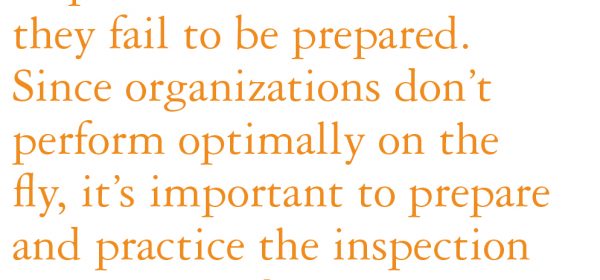 they fail to be prepared.
Since organizations don’t
perform optimally on the
fly, it’s important to prepare
and practice the inspection